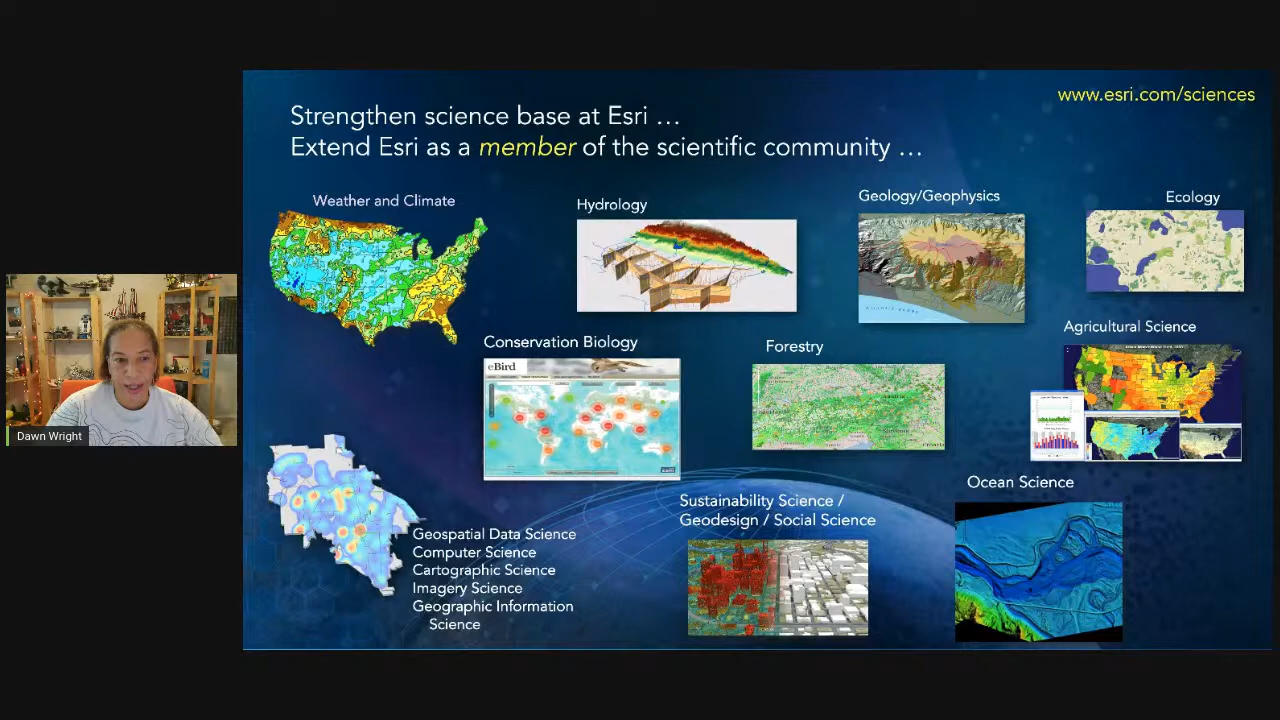 www.esri.com/sciences
Strengthen science base at Esri …
Extend Esri as a member of the scientific community …
Weather and Climate
Hydrology
Geology/Geophysics
Ecology
Agricultural Science
Conservation Biology
eBird
Forestry
Dawn Wright
Ocean Science
Sustainability Science /
Geodesign / Social Science
Geospatial Data Science
Computer Science
Cartographic Science
Imagery Science
Geographic Information
Science